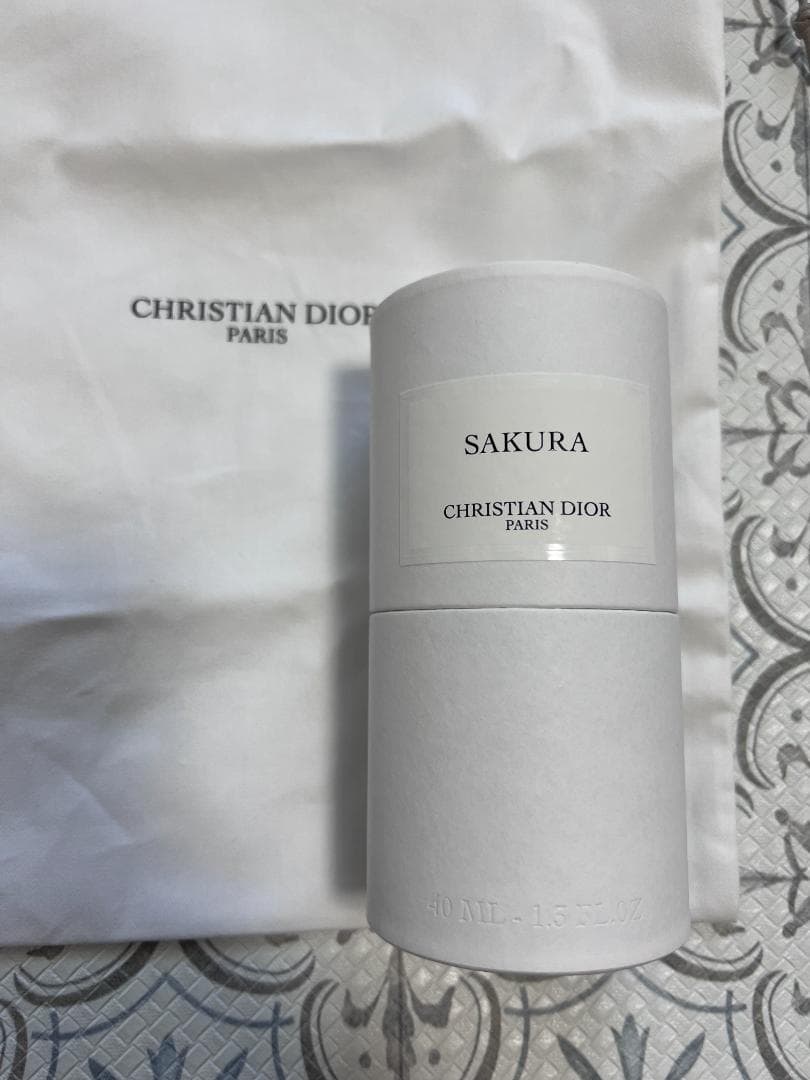 CHRISTIAN DIOR
PARIS
SAKURA
CHRISTIAN DIOR
PARIS
40 ML - 1.3 FL.OZ